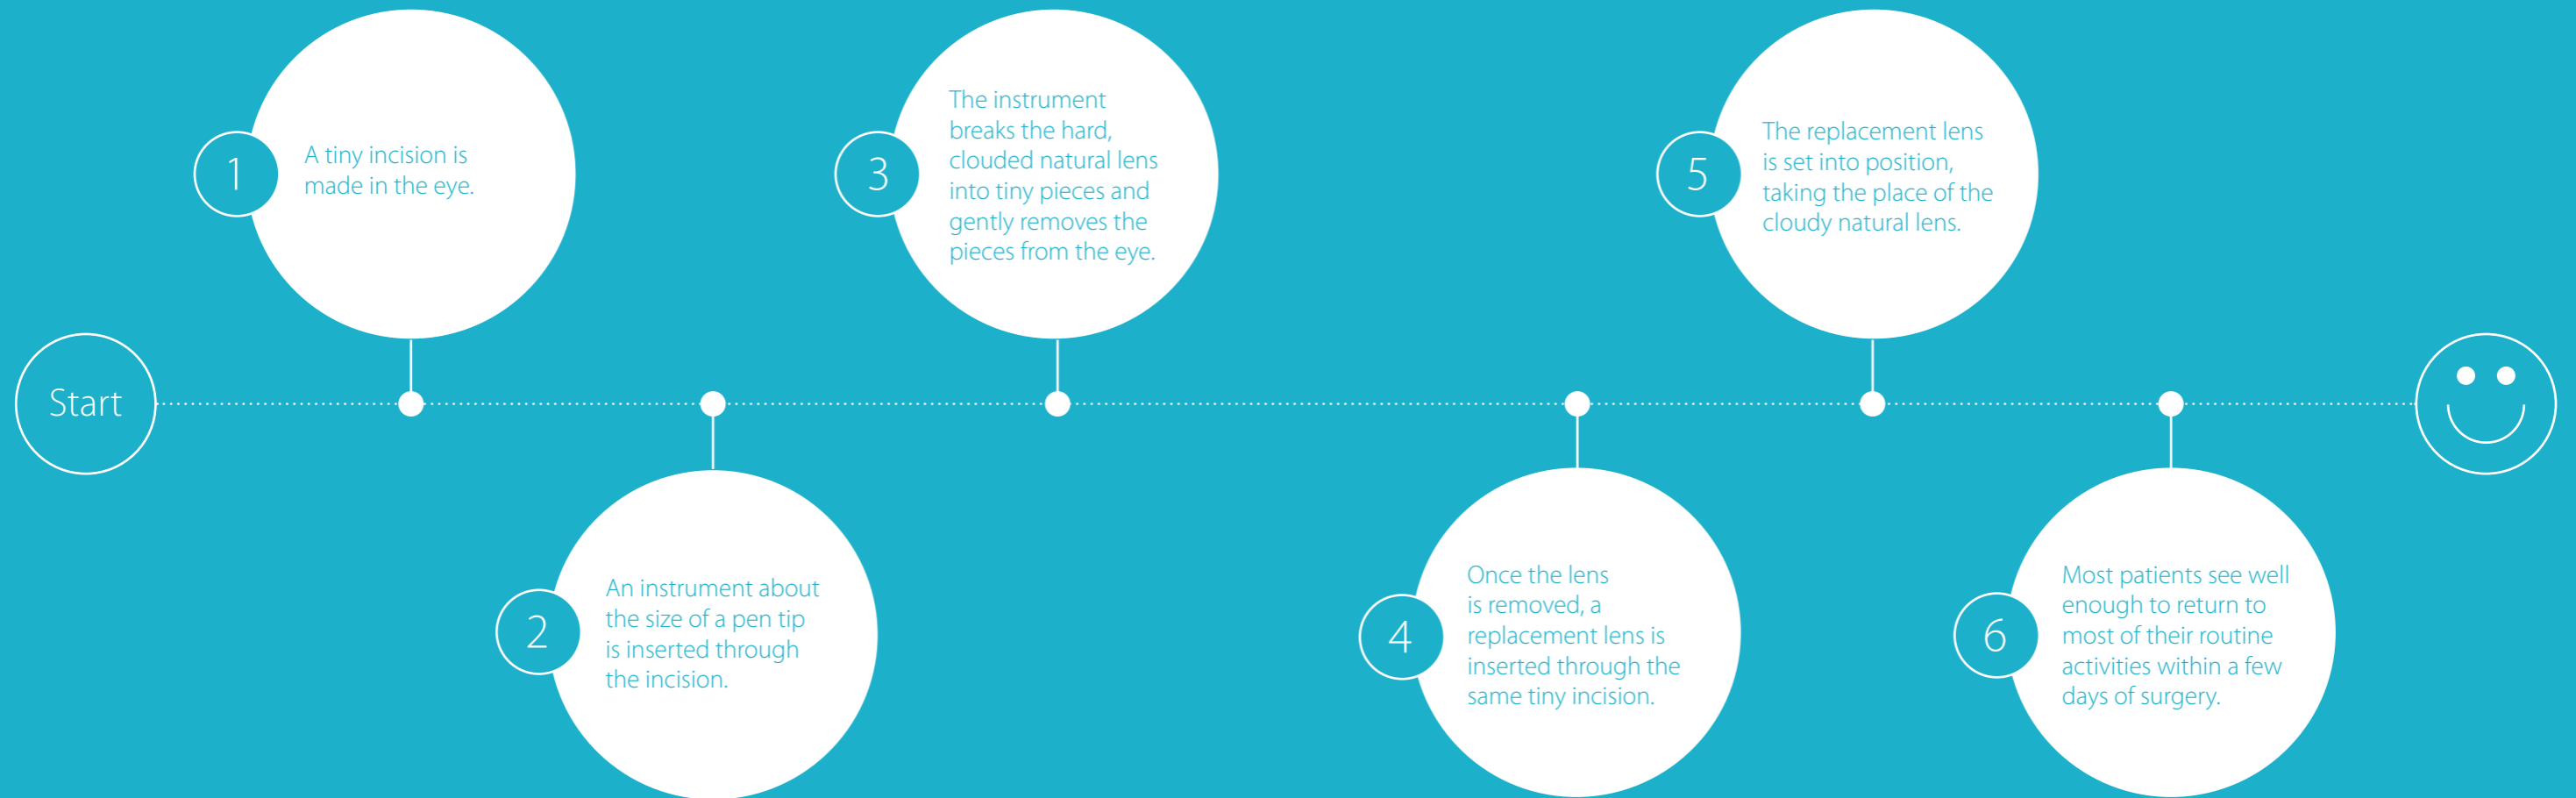 Start
1
A tiny incision is
made in the eye.
2
An instrument about
the size of a pen tip
is inserted through
the incision.
3
The instrument
breaks the hard,
clouded natural lens
into tiny pieces and
gently removes the
pieces from the eye.
4
Once the lens
is removed, a
replacement lens is
inserted through the
same tiny incision.
5
The replacement lens
is set into position,
taking the place of the
cloudy natural lens.
6
Most patients see well
enough to return to
most of their routine
activities within a few
days of surgery.